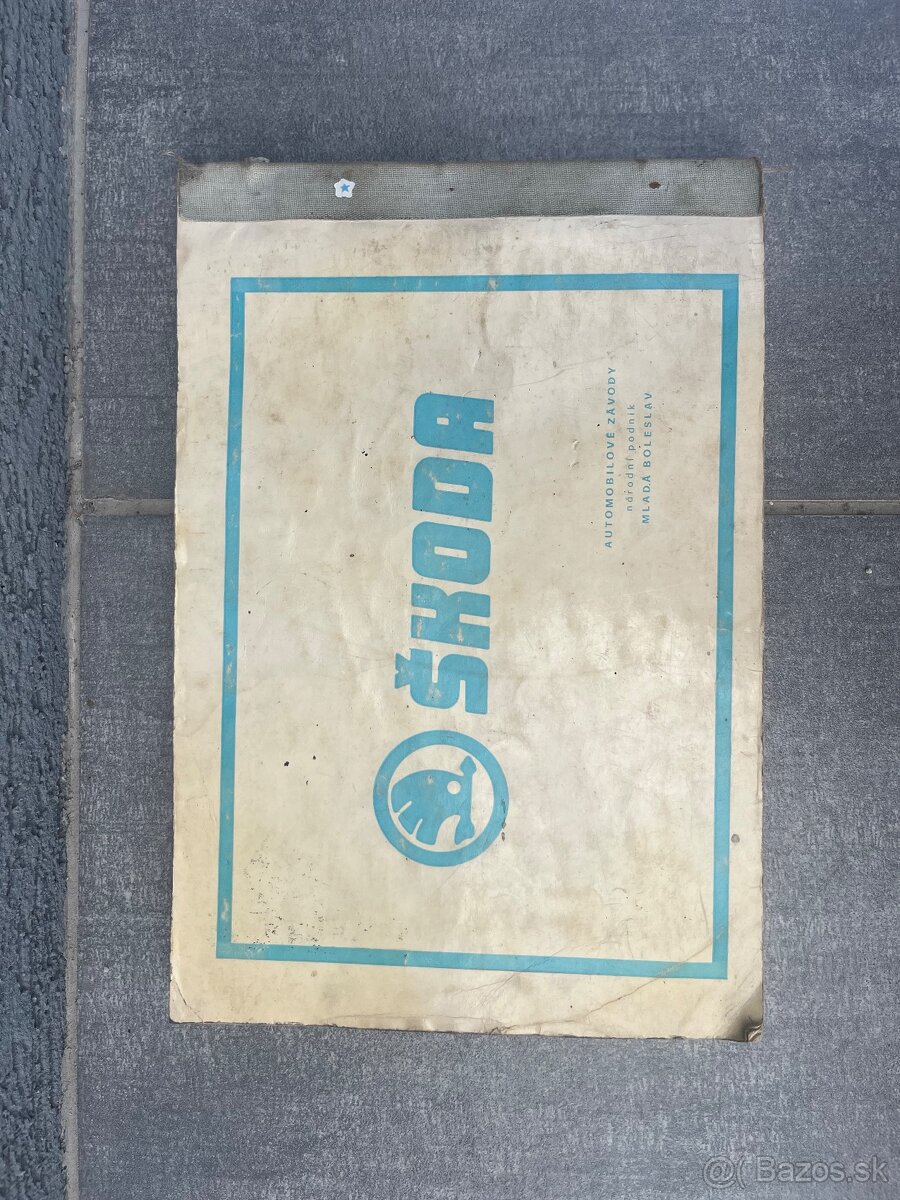 ŠKODA
AUTOMOBILOVÉ ZÁVODY
národní podnik
MLADÁ BOLESLAV
@ Bazos.sk